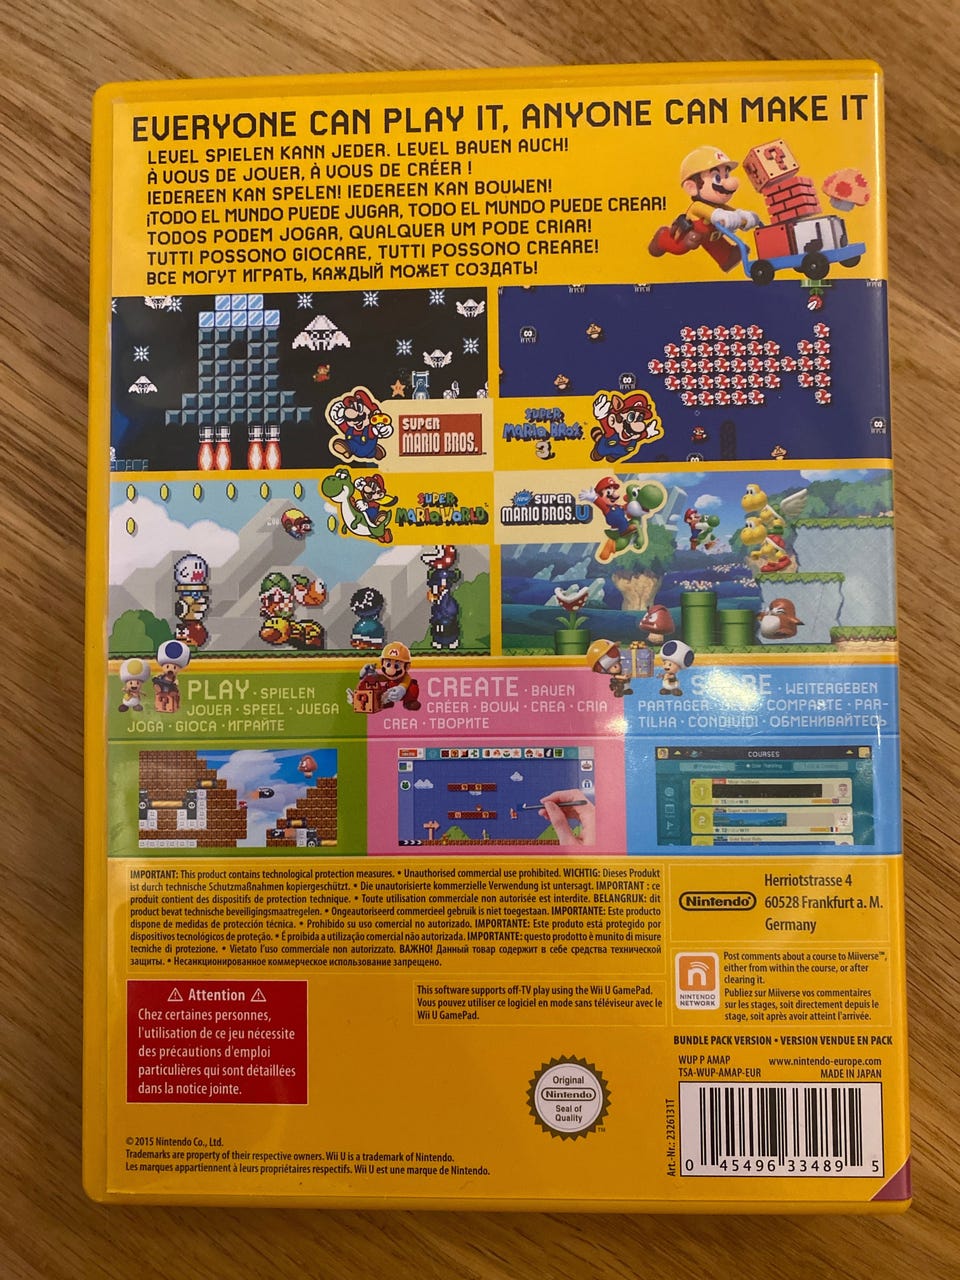 EVERYONE CAN PLAY IT, ANYONE CAN MAKE IT
LEVEL SPIELEN KANN JEDER. LEVEL BAUEN AUCH!
À VOUS DE JOUER, À VOUS DE CRÉER !
IEDEREEN KAN SPELEN! IEDEREEN KAN BOUWEN!
¡TODO EL MUNDO PUEDE JUGAR, TODO EL MUNDO PUEDE CREAR!
TODOS PODEM JOGAR, QUALQUER UM PODE CRIAR!
TUTTI POSSONO GIOCARE, TUTTI POSSONO CREARE!
ВСЕ МОГУТ ИГРАТЬ, КАЖДЫЙ МОЖЕТ СОЗДАТЬ!
SUPER
MARIO BROS.
SUPER
MARIO BROS.
3
SUPER
MARIO WORLD
NEW SUPER
MARIO BROS. U
PLAY · SPIELEN
JOUER · SPEEL · JUEGA
JOGA · GIOCA · ИГРАЙТЕ
CREATE · BAUEN
CRÉER · BOUW · CREA · CRIA
CREA · ТВОРИТЕ
· WEITERGEBEN
PARTAGER · DEEL · COMPARTE · PAR-
TILHA · CONDIVIDI · ОБМЕНИВАЙТЕСЬ
COURSES
1
2
IMPORTANT: This product contains technological protection measures. • Unauthorised commercial use prohibited. WICHTIG: Dieses Produkt
ist durch technische Schutzmaßnahmen kopiergeschützt. • Die unautorisierte kommerzielle Verwendung ist untersagt. IMPORTANT : ce
produit contient des dispositifs de protection technique. • Toute utilisation commerciale non autorisée est interdite. BELANGRIJK: dit
product bevat technische beveiligingsmaatregelen. • Ongeautoriseerd commercieel gebruik is niet toegestaan. IMPORTANTE: Este producto
dispone de medidas de protección técnica. • Prohibido su uso comercial no autorizado. IMPORTANTE: Este produto está protegido por
dispositivos tecnológicos de proteção. • É proibida a utilização comercial não autorizada. IMPORTANTE: questo prodotto è munito di misure
tecniche di protezione. • Vietato l'uso commerciale non autorizzato. ВАЖНО! Данный товар содержит в себе средства технической
защиты. • Несанкционированное коммерческое использование запрещено.
Nintendo
Herriotstrasse 4
60528 Frankfurt a. M.
Germany
NINTENDO
NETWORK
Post comments about a course to Miiverse™,
either from within the course, or after
clearing it.
Publiez sur Miiverse vos commentaires
sur les stages, soit directement depuis le
stage, soit après avoir atteint l'arrivée.
This software supports off-TV play using the Wii U GamePad.
Vous pouvez utiliser ce logiciel en mode sans téléviseur avec le
Wii U GamePad.
⚠ Attention ⚠
Chez certaines personnes,
l'utilisation de ce jeu nécessite
des précautions d'emploi
particulières qui sont détaillées
dans la notice jointe.
BUNDLE PACK VERSION • VERSION VENDUE EN PACK
WUP P AMAP www.nintendo-europe.com
TSA-WUP-AMAP-EUR MADE IN JAPAN
Original
Nintendo
Seal of
Quality
TM
Art.-Nr.: 2326131T
0 45496 33489 5
© 2015 Nintendo Co., Ltd.
Trademarks are property of their respective owners. Wii U is a trademark of Nintendo.
Les marques appartiennent à leurs propriétaires respectifs. Wii U est une marque de Nintendo.